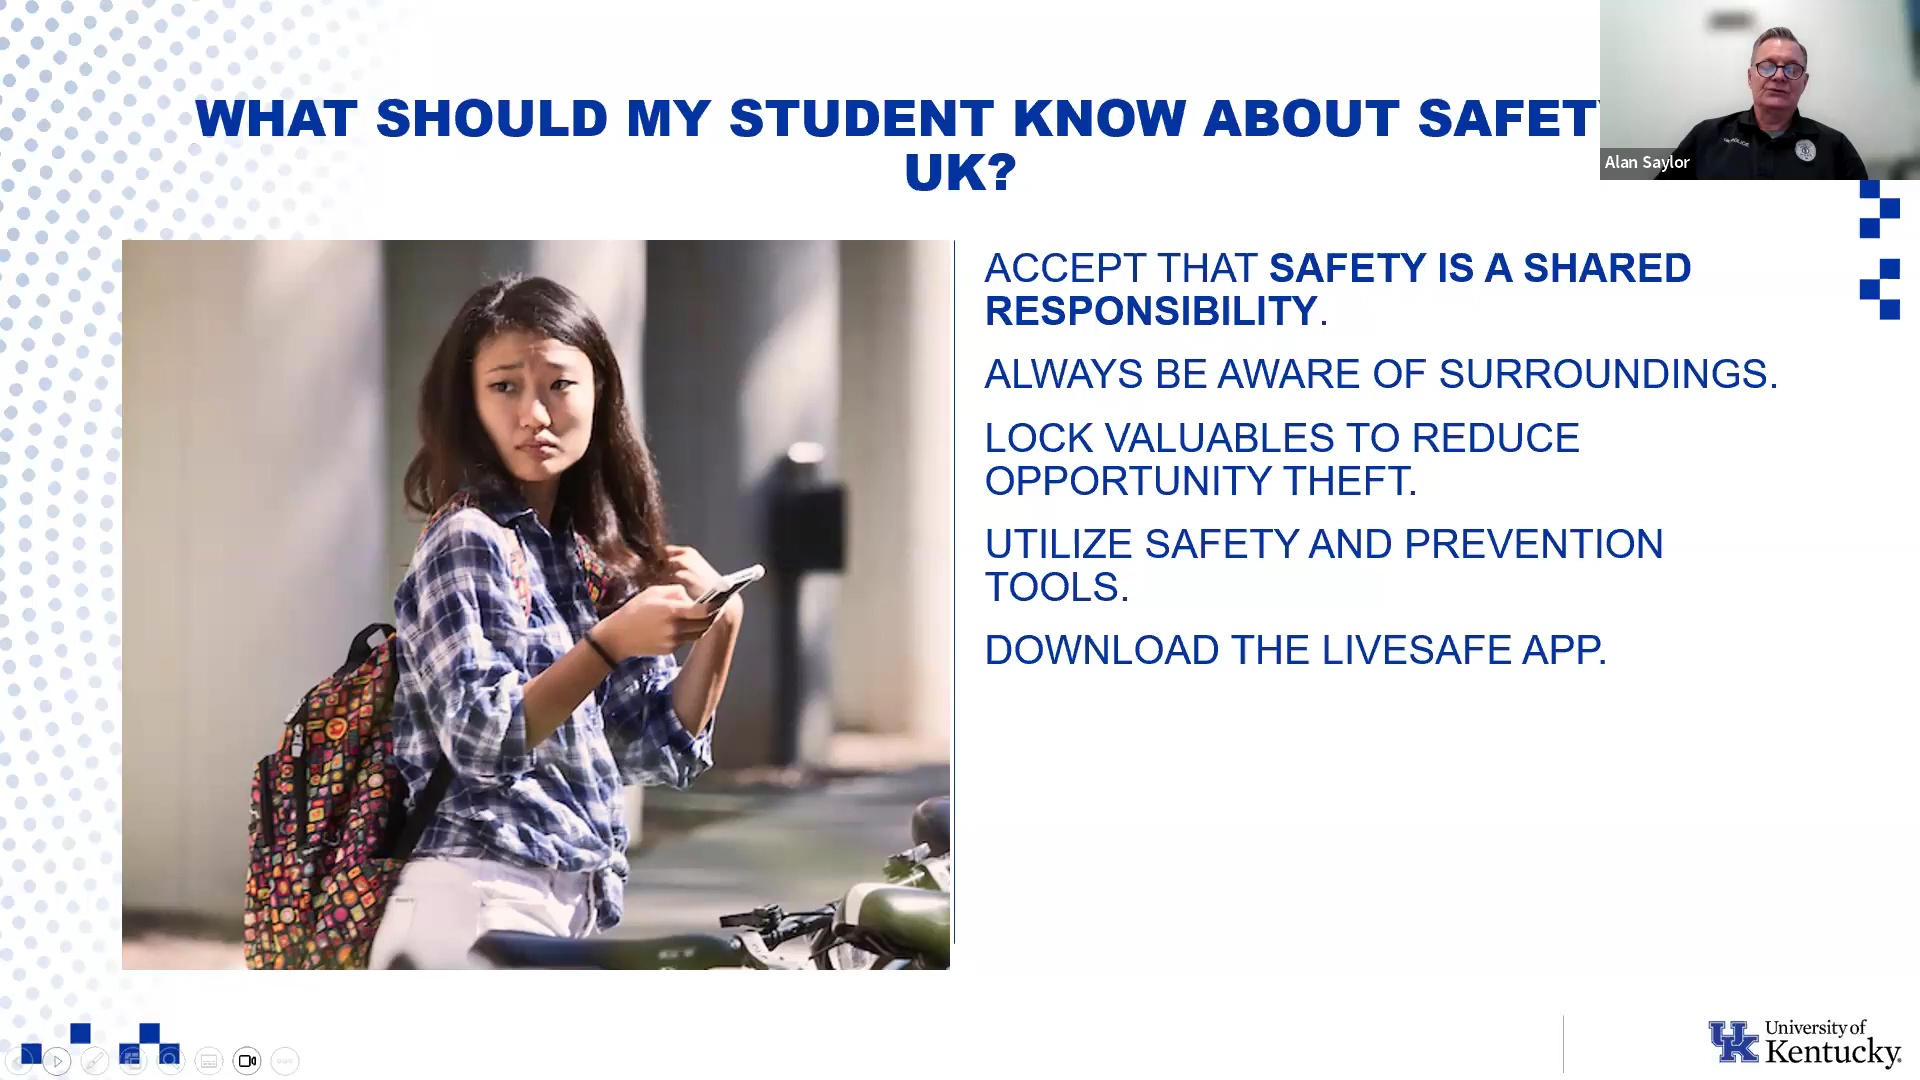 WHAT SHOULD MY STUDENT KNOW ABOUT SAFETY
UK?
Alan Saylor
ACCEPT THAT SAFETY IS A SHARED
RESPONSIBILITY.
ALWAYS BE AWARE OF SURROUNDINGS.
LOCK VALUABLES TO REDUCE
OPPORTUNITY THEFT.
UTILIZE SAFETY AND PREVENTION
TOOLS.
DOWNLOAD THE LIVESAFE APP.
UK
University of
Kentucky.